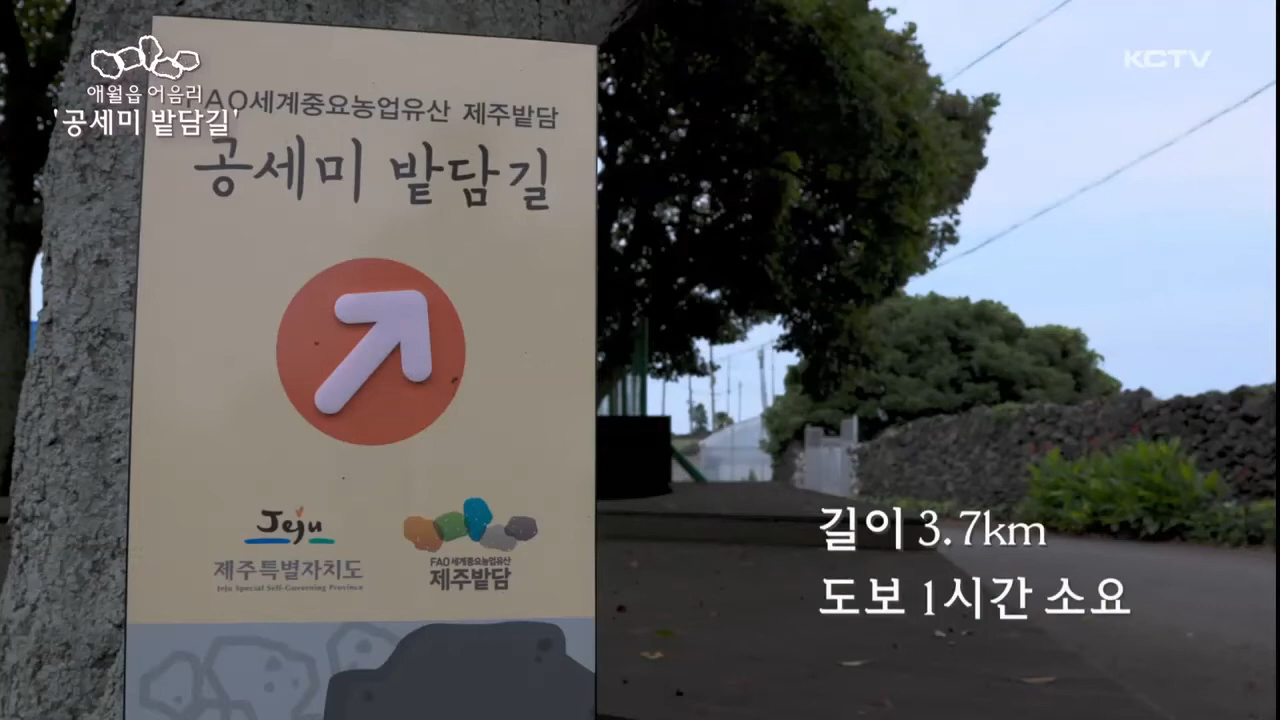 애월읍 어음리
'공세미 밭담길'
KCTV
FAO세계중요농업유산 제주밭담
공세미 밭담길
Jeju
제주특별자치도
Jeju Special Self-Governing Province
FAO 세계중요농업유산
제주밭담
길이 3.7km
도보 1시간 소요